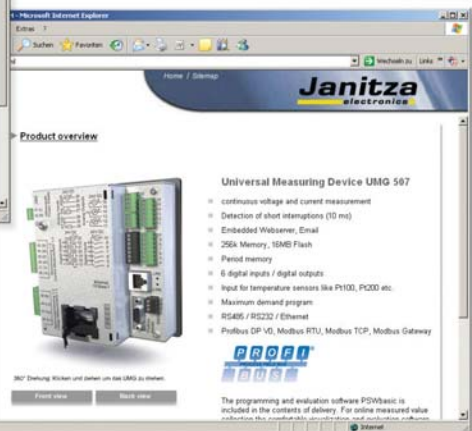 - Microsoft Internet Explorer
Extras ?
Suchen Favoriten
Wechseln zu Links
Home / Sitemap
Janitza
electronics
Product overview
Universal Measuring Device UMG 507
continuous voltage and current measurement
Detection of short interruptions (10 ms)
Embedded Webserver, Email
256k Memory, 16MB Flash
Period memory
6 digital inputs / digital outputs
Input for temperature sensors like Pt100, Pt200 etc.
Maximum demand program
RS485 / RS232 / Ethernet
Profibus DP V0, Modbus RTU, Modbus TCP, Modbus Gateway
PROFI
BUS
360° Drehung: Klicken und ziehen um das UMG zu drehen.
Front view Back view
The programming and evaluation software PSWbasic is
included in the contents of delivery. For online measured value
Internet